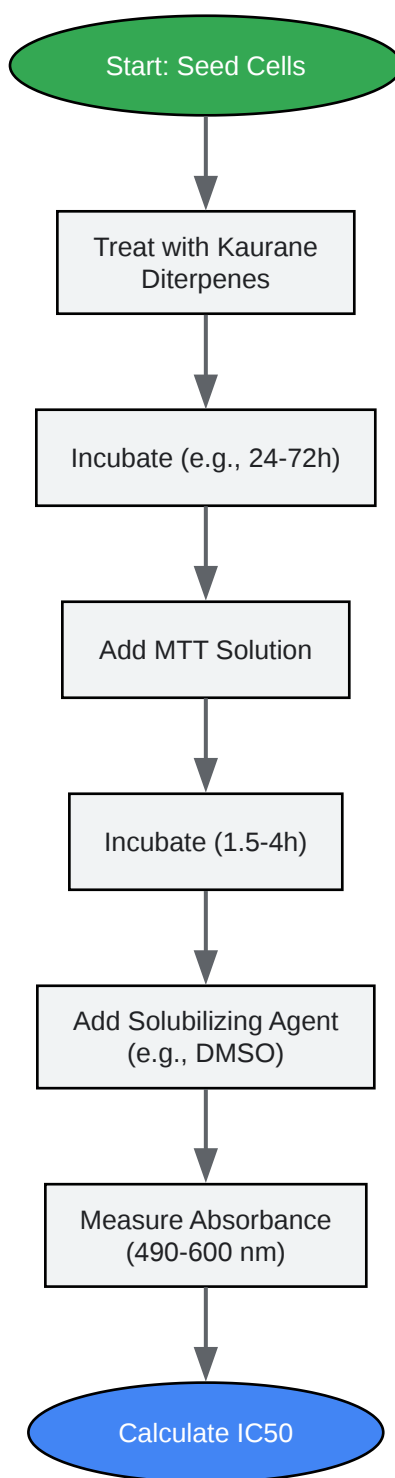 Start: Seed Cells
Treat with Kaurane
Diterpenes
Incubate (e.g., 24-72h)
Add MTT Solution
Incubate (1.5-4h)
Add Solubilizing Agent
(e.g., DMSO)
Measure Absorbance
(490-600 nm)
Calculate IC50